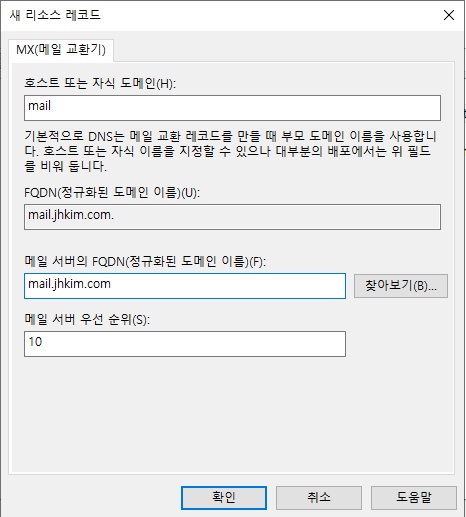 새 리소스 레코드
MX(메일 교환기)
호스트 또는 자식 도메인(H):
mail
기본적으로 DNS는 메일 교환 레코드를 만들 때 부모 도메인 이름을 사용합니
다. 호스트 또는 자식 이름을 지정할 수 있으나 대부분의 배포에서는 위 필드
를 비워 둡니다.
FQDN(정규화된 도메인 이름)(U):
mail.jhkim.com.
메일 서버의 FQDN(정규화된 도메인 이름)(F):
mail.jhkim.com
찾아보기(B)...
메일 서버 우선 순위(S):
10
확인
취소
도움말